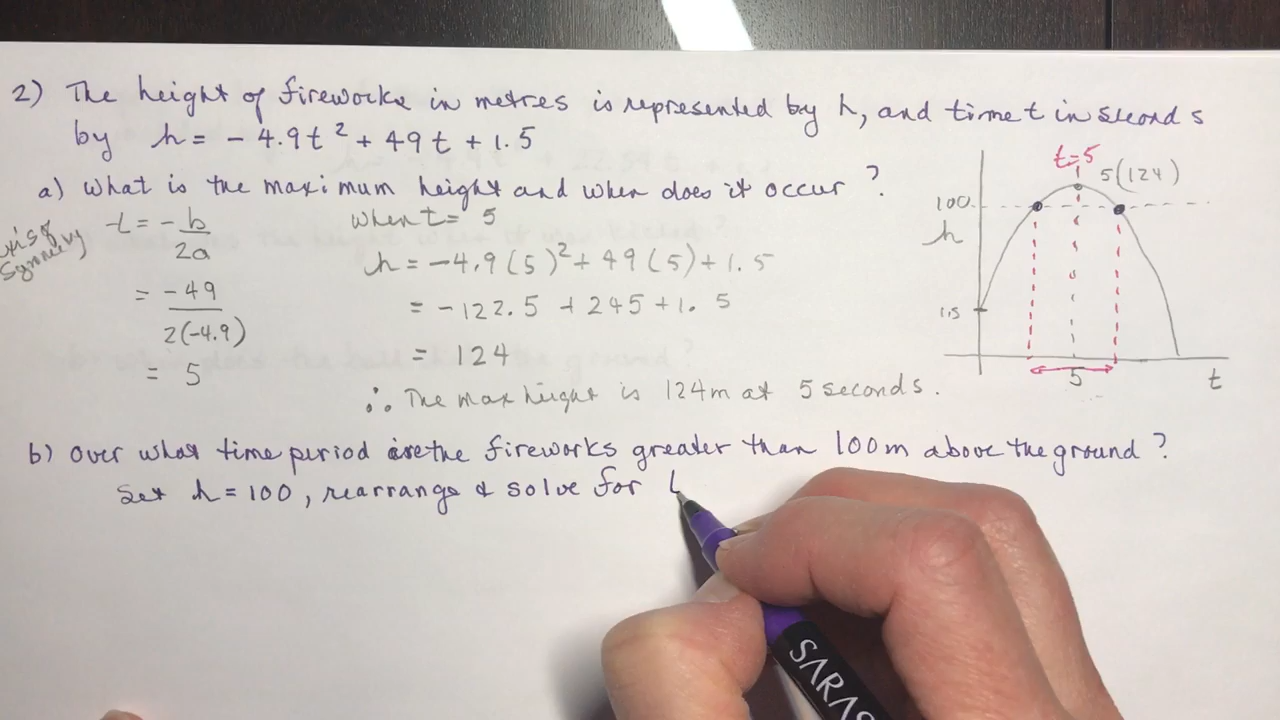 2) The height of fireworks in metres is represented by h, and time t in seconds
by h = -4.9t² + 49t + 1.5
a) What is the maximum height and when does it occur ?
axis of
symmetry
t = -b/2a
= -49/2(-4.9)
= 5
when t = 5
h = -4.9(5)² + 49(5) + 1.5
= -122.5 + 245 + 1.5
= 124
∴ The max height is 124m at 5 seconds.
t=5
5(124)
100
h
1.5
5
t
b) Over what time period are the fireworks greater than 100m above the ground ?
Set h = 100, rearrange & solve for
SARAS